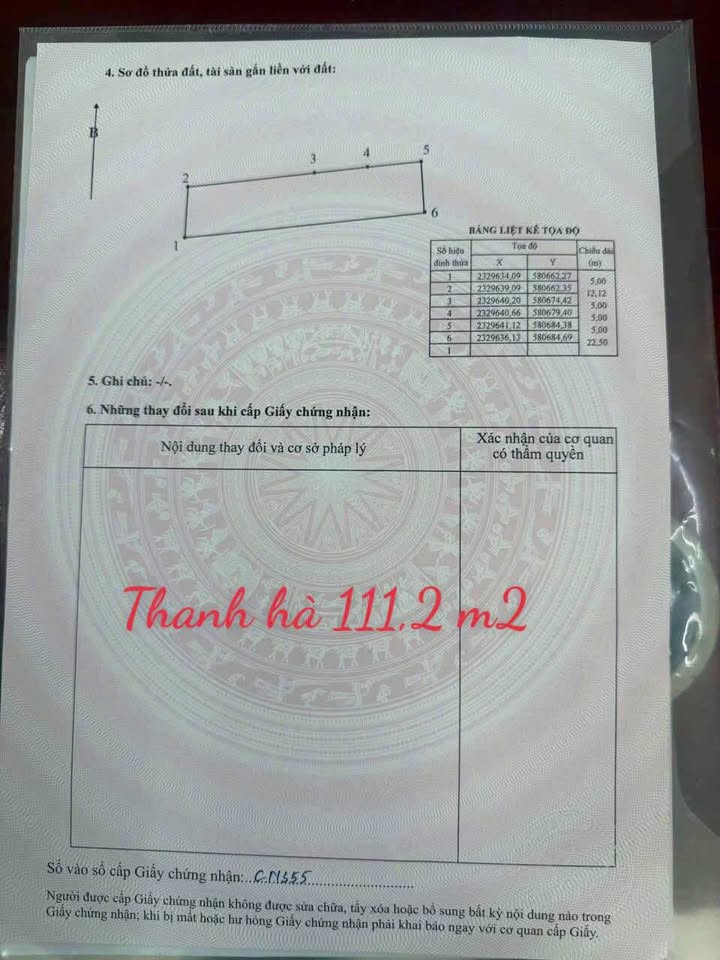 4. Sơ đồ thửa đất, tài sản gắn liền với đất:
B
1
2
3
4
5
6
BẢNG LIỆT KÊ TỌA ĐỘ
Số hiệu đỉnh thửa Tọa độ Chiều dài (m)
X Y
1 2329634,09 580662,27
5,00
2 2329639,09 580662,35
12,12
3 2329640,20 580674,42
5,00
4 2329640,66 580679,40
5,00
5 2329641,12 580684,38
5,00
6 2329636,13 580684,69
22,50
1
5. Ghi chú: -/-.
6. Những thay đổi sau khi cấp Giấy chứng nhận:
Nội dung thay đổi và cơ sở pháp lý
Xác nhận của cơ quan
có thẩm quyền
Thanh hà 111,2 m2
Số vào sổ cấp Giấy chứng nhận:
Người được cấp Giấy chứng nhận không được sửa chữa, tẩy xóa hoặc bổ sung bất kỳ nội dung nào trong
Giấy chứng nhận; khi bị mất hoặc hư hỏng Giấy chứng nhận phải khai báo ngay với cơ quan cấp Giấy.